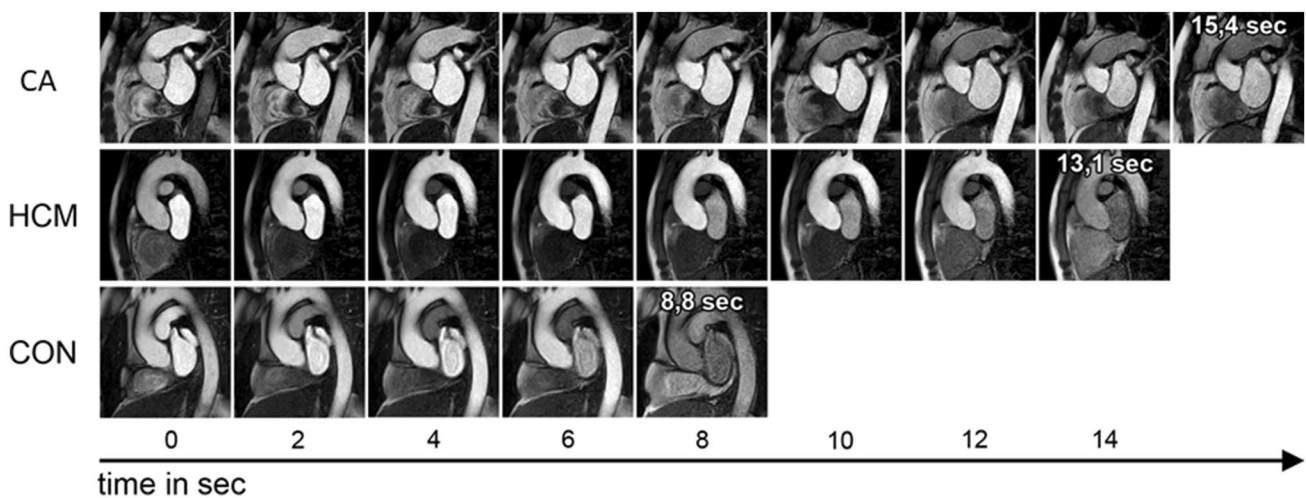 CA
15,4 sec
HCM
13,1 sec
CON
8,8 sec
0 2 4 6 8 10 12 14
time in sec